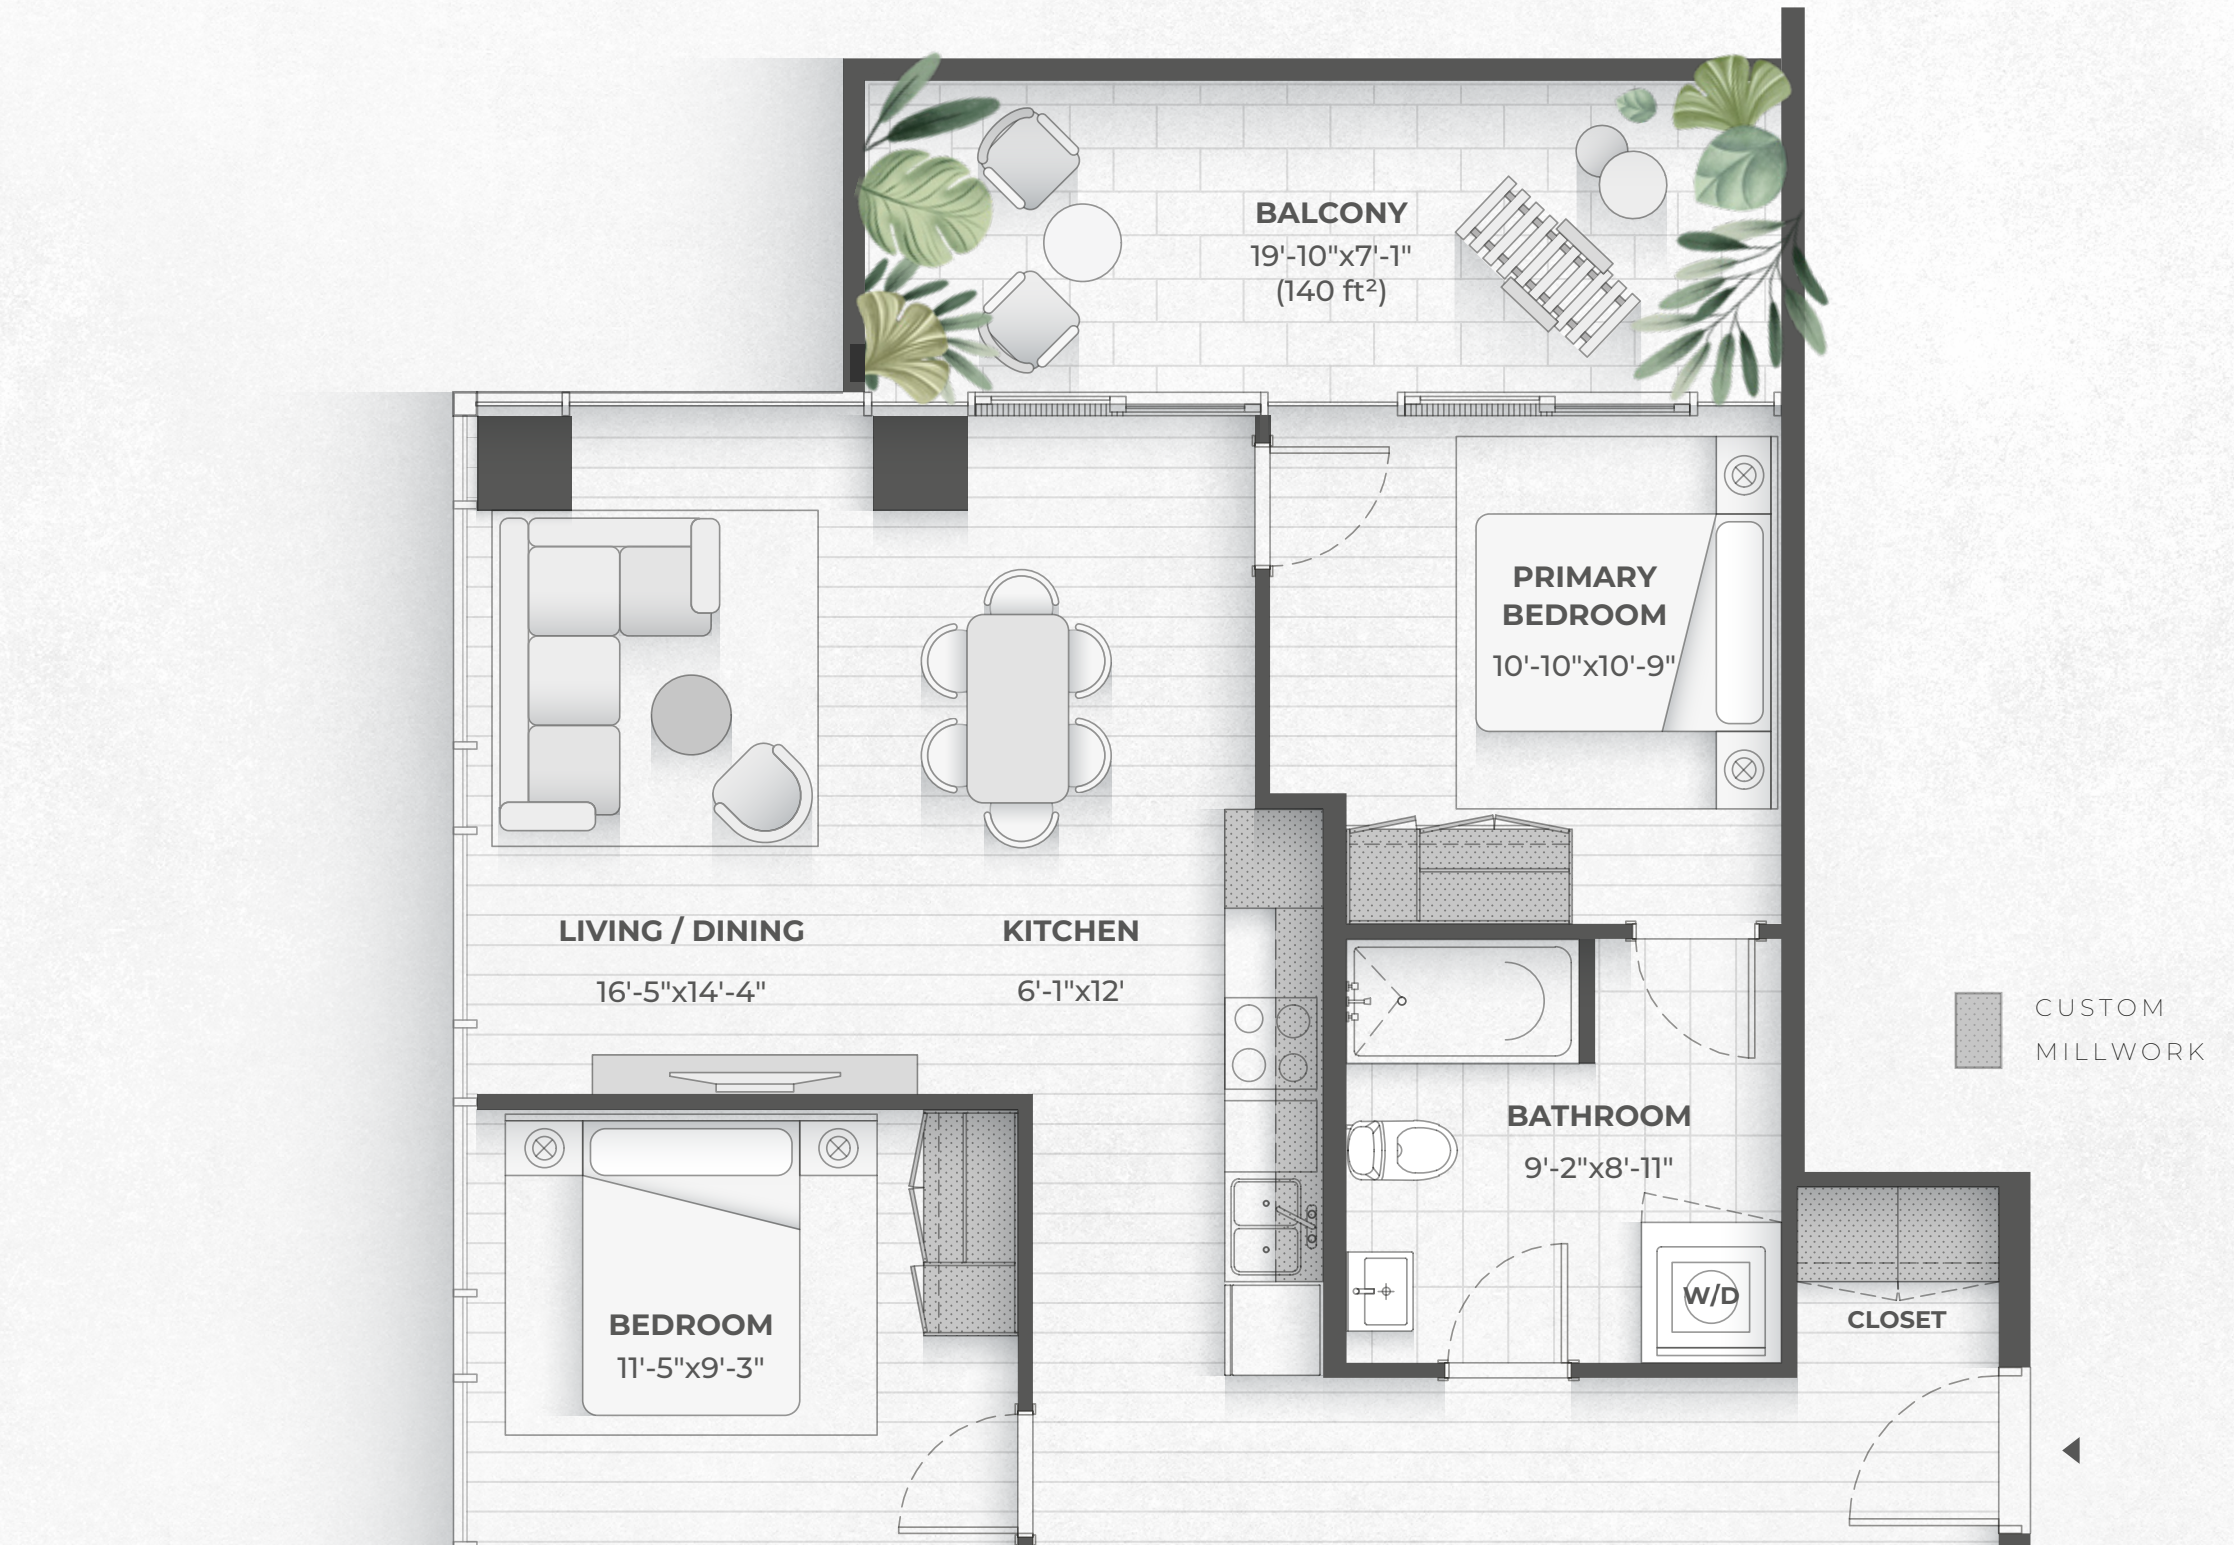 BALCONY
19'-10"x7'-1"
(140 ft²)
PRIMARY
BEDROOM
10'-10"x10'-9"
LIVING / DINING
16'-5"x14'-4"
KITCHEN
6'-1"x12'
CUSTOM
MILLWORK
BATHROOM
9'-2"x8'-11"
W/D
CLOSET
BEDROOM
11'-5"x9'-3"